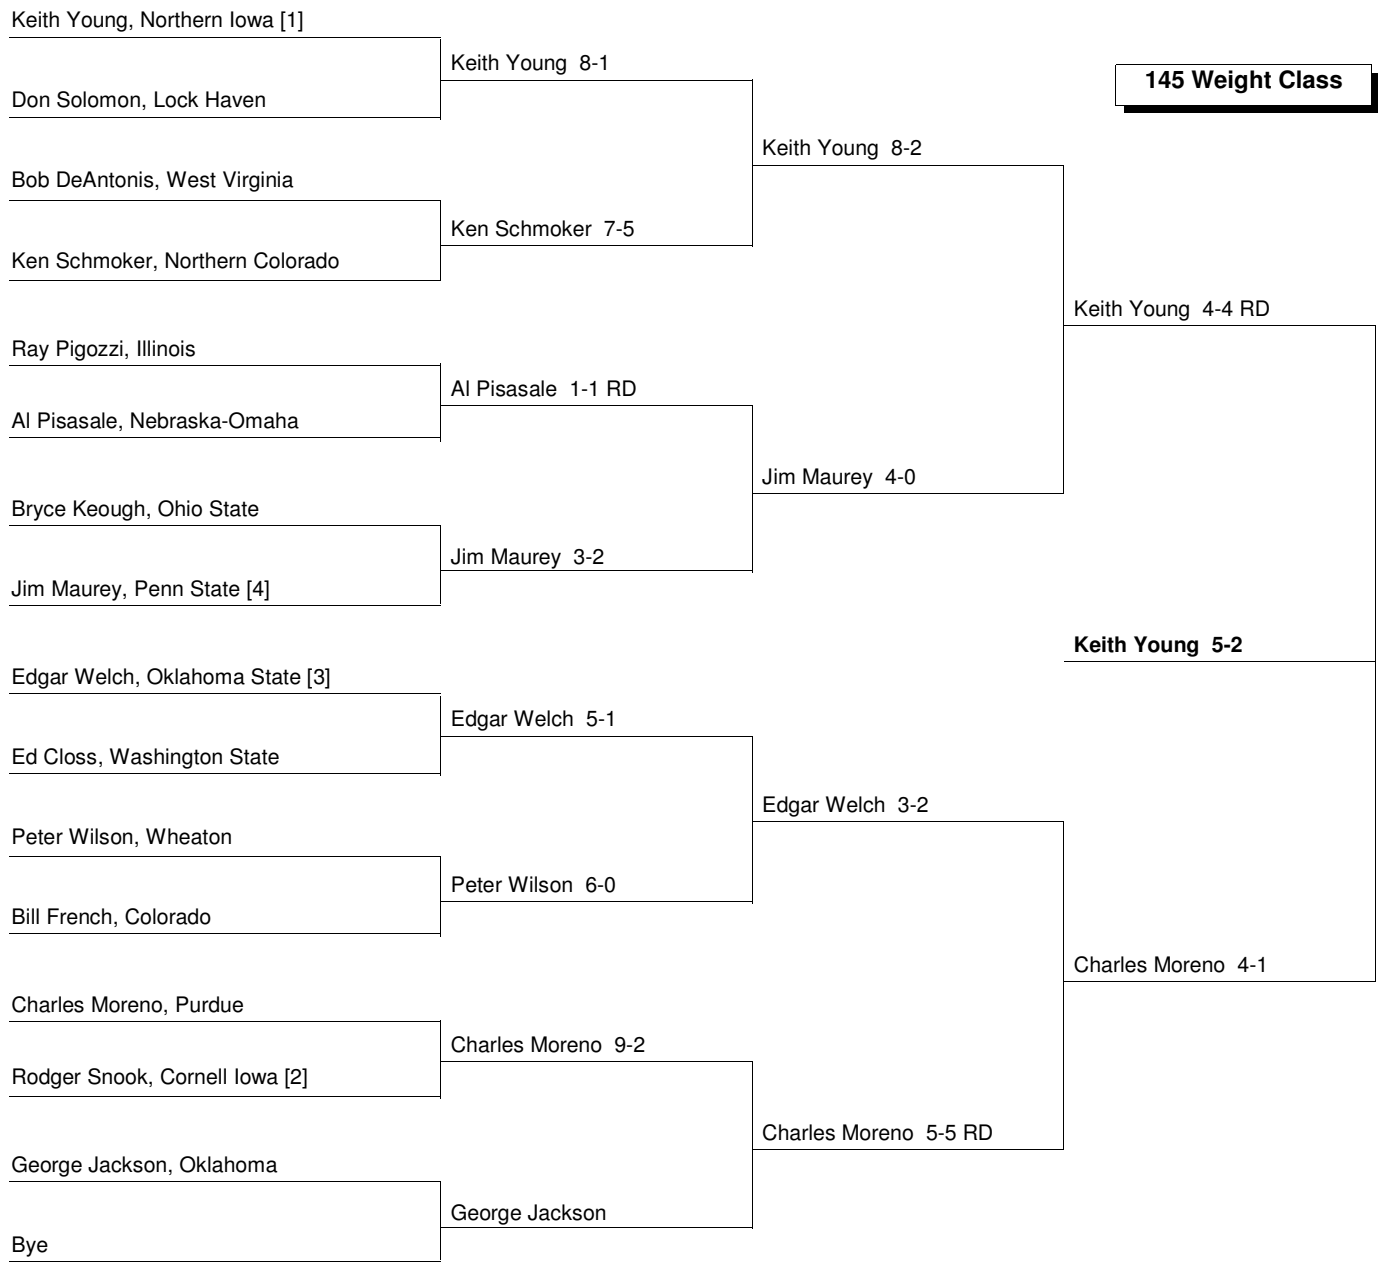 Keith Young, Northern Iowa [1]
Keith Young 8-1
145 Weight Class
Don Solomon, Lock Haven
Keith Young 8-2
Bob DeAntonis, West Virginia
Ken Schmoker 7-5
Ken Schmoker, Northern Colorado
Keith Young 4-4 RD
Ray Pigozzi, Illinois
Al Pisasale 1-1 RD
Al Pisasale, Nebraska-Omaha
Jim Maurey 4-0
Bryce Keough, Ohio State
Jim Maurey 3-2
Jim Maurey, Penn State [4]
Keith Young 5-2
Edgar Welch, Oklahoma State [3]
Edgar Welch 5-1
Ed Closs, Washington State
Edgar Welch 3-2
Peter Wilson, Wheaton
Peter Wilson 6-0
Bill French, Colorado
Charles Moreno 4-1
Charles Moreno, Purdue
Charles Moreno 9-2
Rodger Snook, Cornell Iowa [2]
Charles Moreno 5-5 RD
George Jackson, Oklahoma
George Jackson
Bye